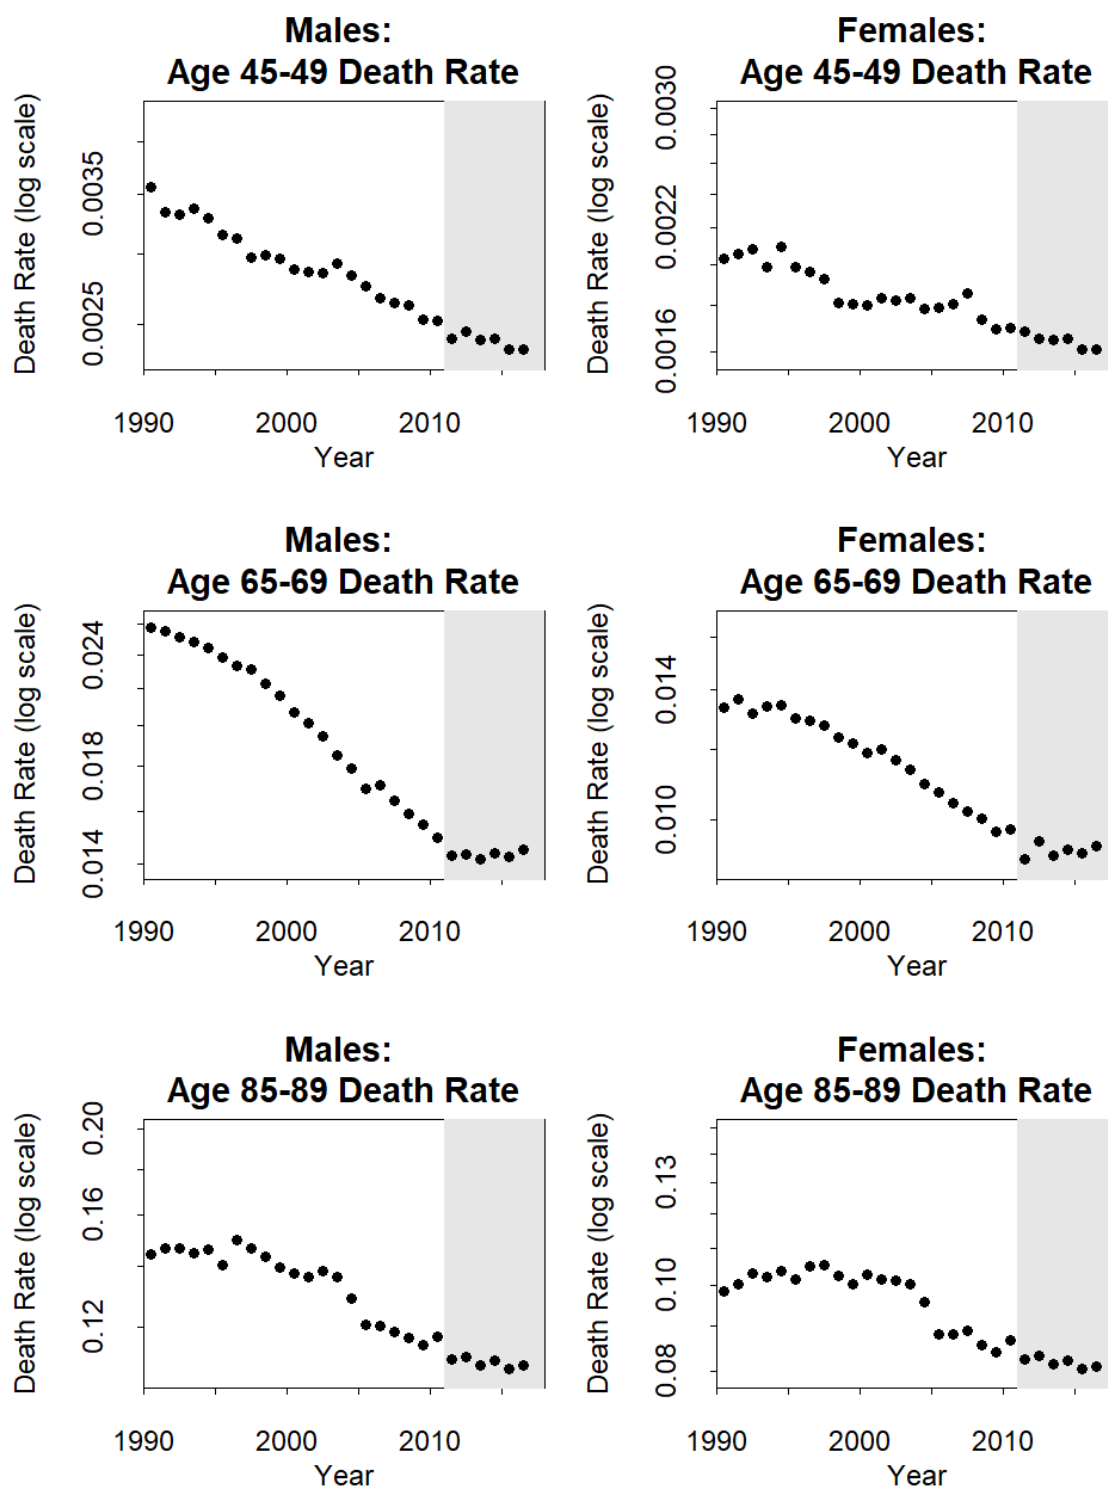 Males:
Age 45-49 Death Rate
Death Rate (log scale)
0.0035
0.0025
1990 2000 2010
Year
Females:
Age 45-49 Death Rate
Death Rate (log scale)
0.0030
0.0022
0.0016
1990 2000 2010
Year
Males:
Age 65-69 Death Rate
Death Rate (log scale)
0.024
0.018
0.014
1990 2000 2010
Year
Females:
Age 65-69 Death Rate
Death Rate (log scale)
0.014
0.010
1990 2000 2010
Year
Males:
Age 85-89 Death Rate
Death Rate (log scale)
0.20
0.16
0.12
1990 2000 2010
Year
Females:
Age 85-89 Death Rate
Death Rate (log scale)
0.13
0.10
0.08
1990 2000 2010
Year